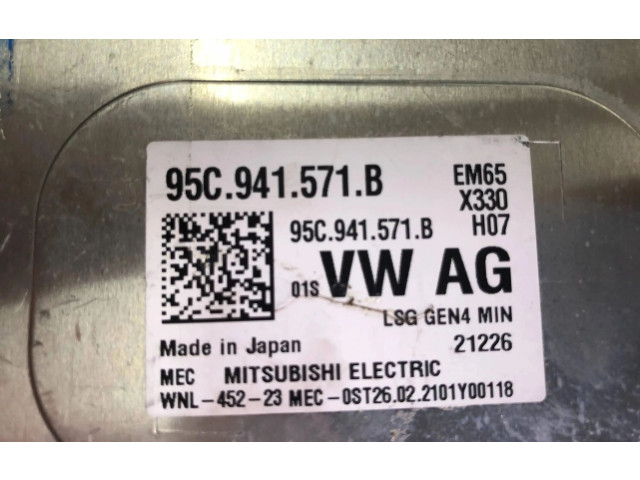 95C.941.571.B EM65
X330
95C.941.571.B H07
01S VW AG
LSG GEN4 MIN
Made in Japan 21226
MEC MITSUBISHI ELECTRIC
WNL-452-23 MEC-0ST26.02.2101Y00118